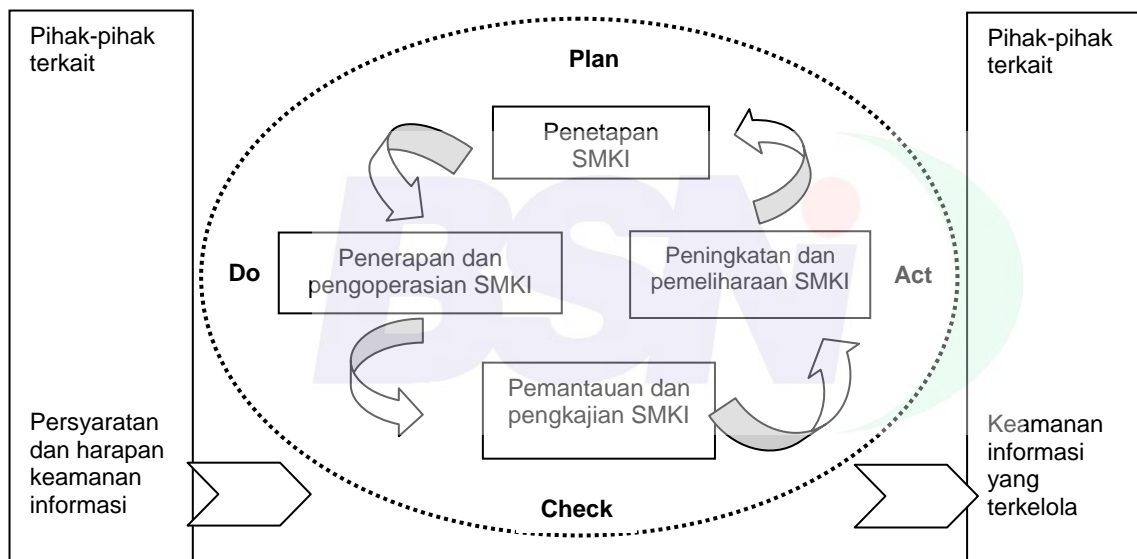 Pihak-pihak
terkait
Persyaratan
dan harapan
keamanan
informasi
Plan
Penetapan
SMKI
Do
Penerapan dan
pengoperasian SMKI
Peningkatan dan
pemeliharaan SMKI
Act
Pemantauan dan
pengkajian SMKI
Check
Pihak-pihak
terkait
Keamanan
informasi
yang
terkelola
BSNi